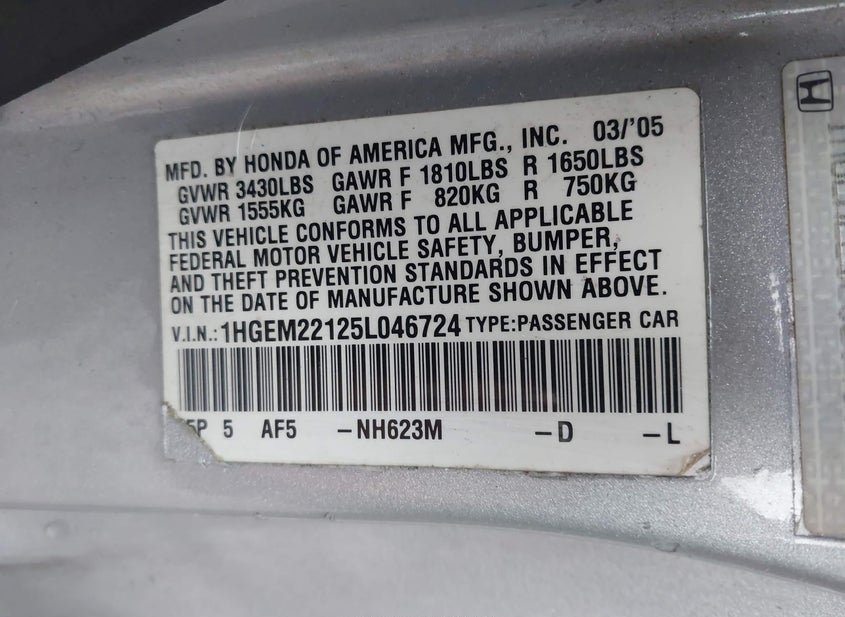 MFD. BY HONDA OF AMERICA MFG., INC. 03/'05
GVWR 3430LBS GAWR F 1810LBS R 1650LBS
GVWR 1555KG GAWR F 820KG R 750KG
THIS VEHICLE CONFORMS TO ALL APPLICABLE
FEDERAL MOTOR VEHICLE SAFETY, BUMPER,
AND THEFT PREVENTION STANDARDS IN EFFECT
ON THE DATE OF MANUFACTURE SHOWN ABOVE.
V.I.N.:1HGEM22125L046724 TYPE:PASSENGER CAR
5 AF5 –NH623M –D –L